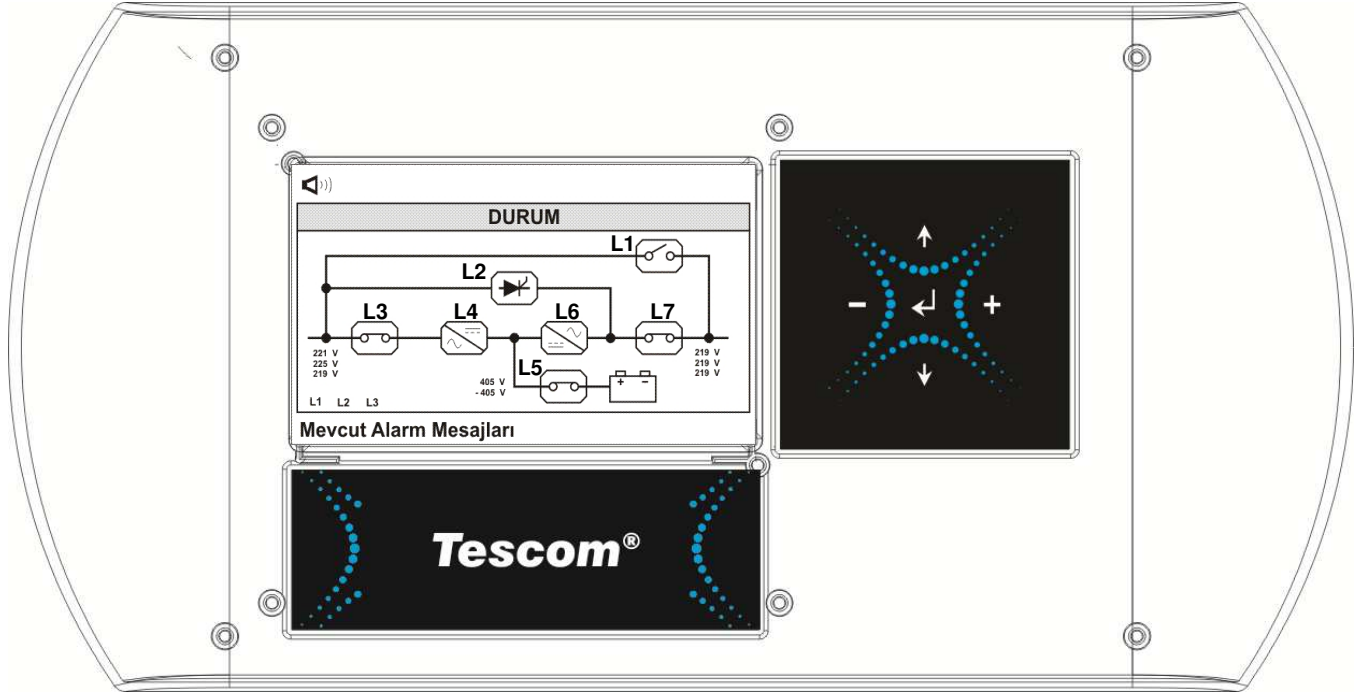 DURUM
L1
L2
L3 L4 L6 L7
221 V
225 V
219 V
219 V
219 V
219 V
L5
405 V
- 405 V
+ −
L1 L2 L3
Mevcut Alarm Mesajları
− +
Tescom®